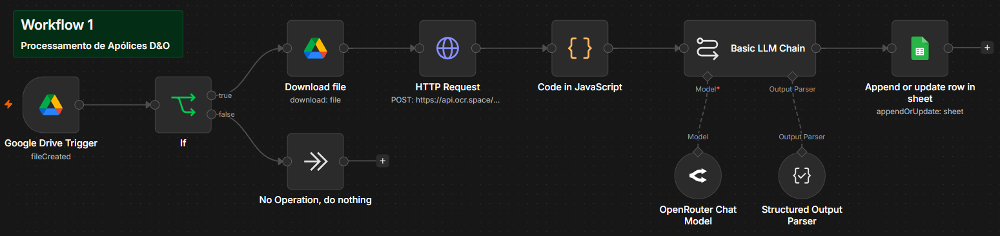 Workflow 1
Processamento de Apólices D&O
Google Drive Trigger
fileCreated
If
true
false
Download file
download: file
No Operation, do nothing
HTTP Request
POST: https://api.ocr.space/...
{ }
Code in JavaScript
Basic LLM Chain
Model*
Output Parser
Model
Output Parser
OpenRouter Chat
Model
Structured Output
Parser
Append or update row in
sheet
appendOrUpdate: sheet